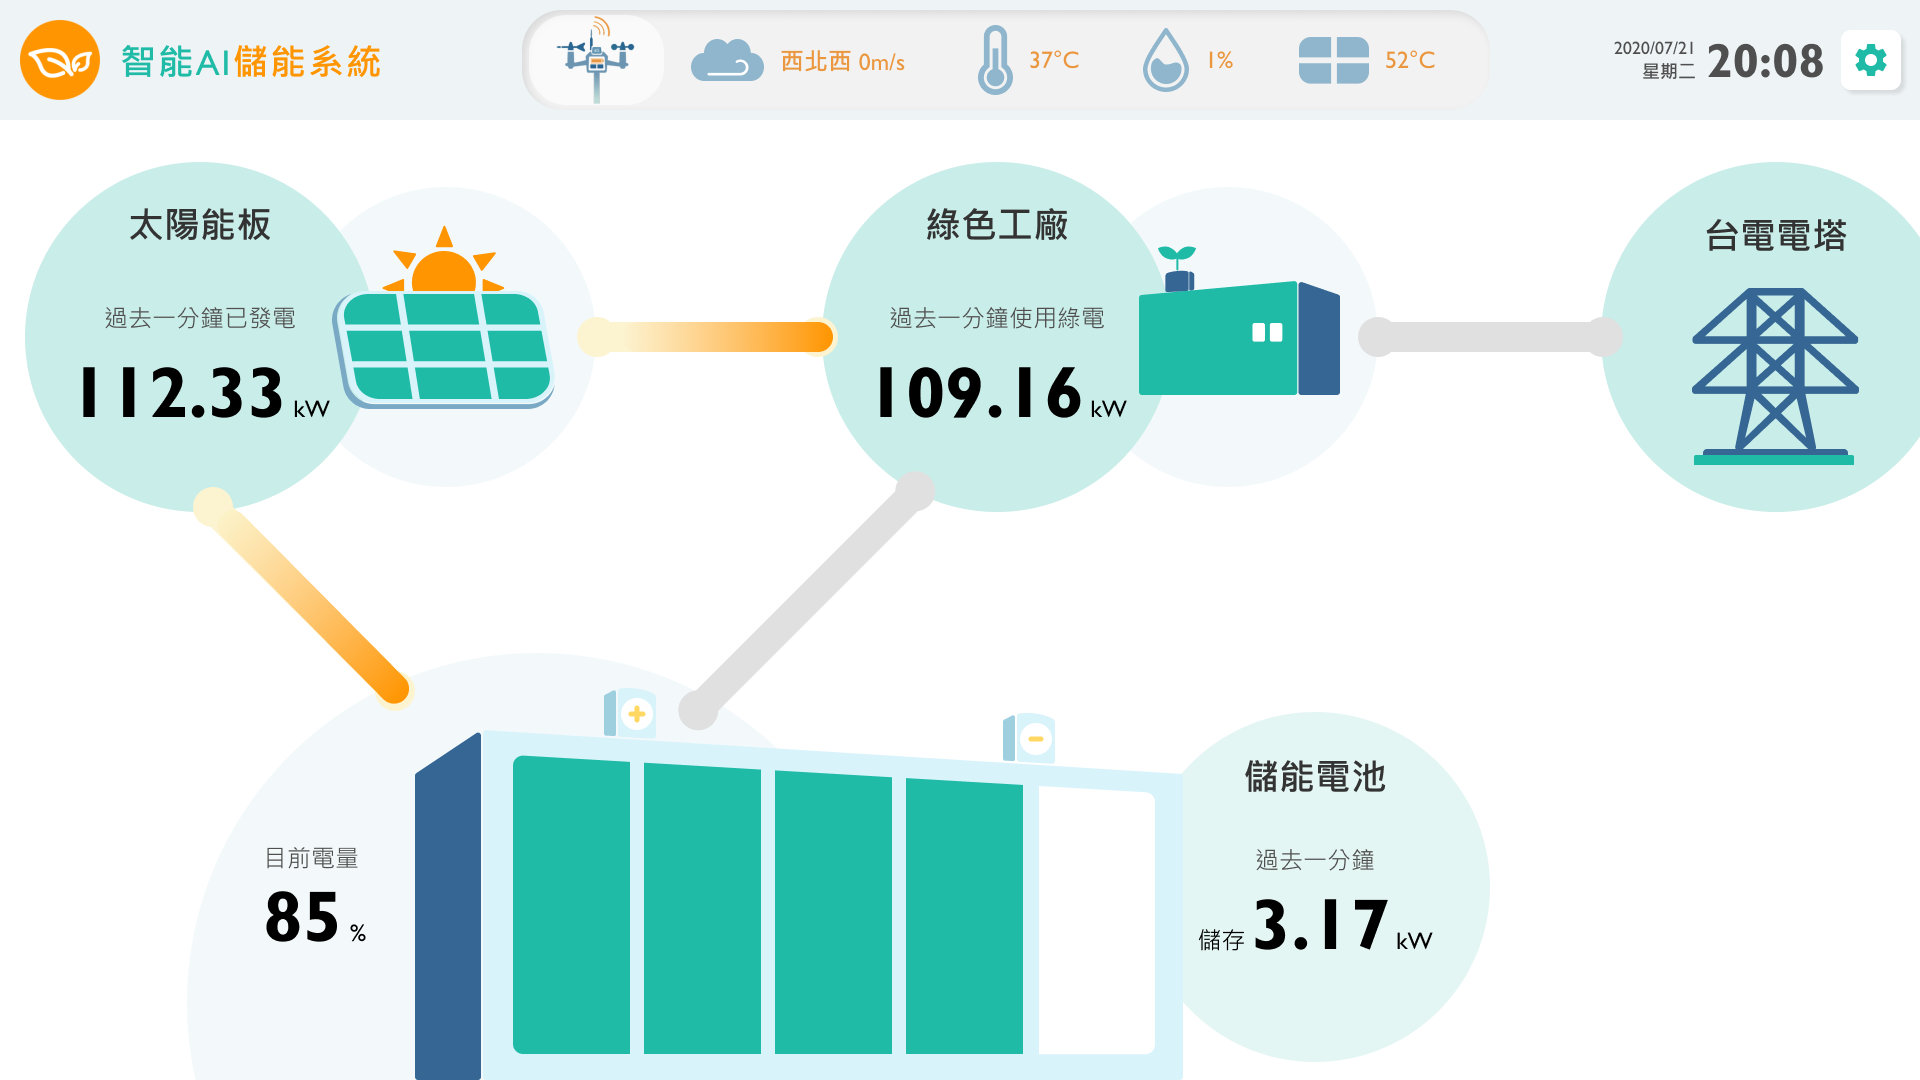 智能AI儲能系統
西北西 0m/s
37°C
1%
52°C
2020/07/21
星期二
20:08
太陽能板
過去一分鐘已發電
112.33 kW
綠色工廠
過去一分鐘使用綠電
109.16 kW
台電電塔
目前電量
85 %
儲能電池
過去一分鐘
儲存 3.17 kW